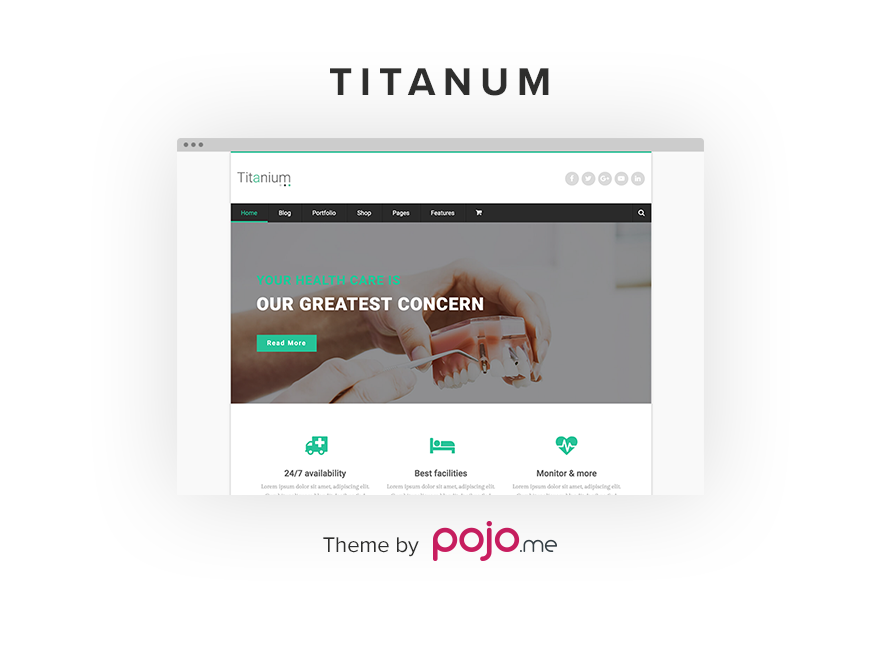 TITANUM
Titanium
Home Blog Portfolio Shop Pages Features
YOUR HEALTH CARE IS
OUR GREATEST CONCERN
Read More
24/7 availability Best facilities Monitor & more
Lorem ipsum dolor sit amet, adipiscing elit. Lorem ipsum dolor sit amet, adipiscing elit. Lorem ipsum dolor sit amet, adipiscing elit.
Theme by pojo.me